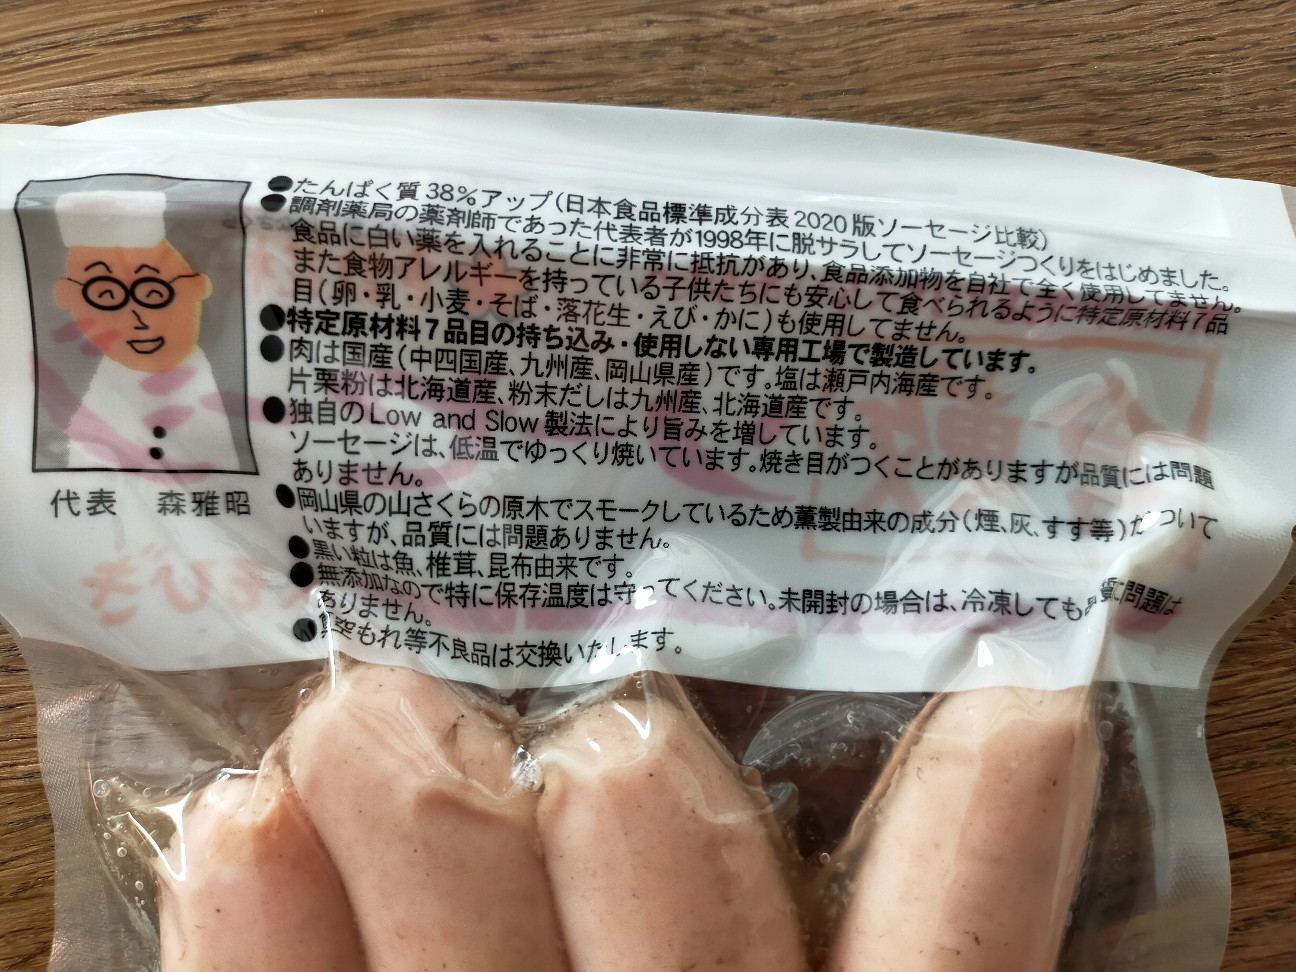 ●たんぱく質38%アップ(日本食品標準成分表2020版ソーセージ比較)
●調剤薬局の薬剤師であった代表者が1998年に脱サラしてソーセージつくりをはじめました。
食品に白い薬を入れることに非常に抵抗があり、食品添加物を自社で全く使用してません。
また食物アレルギーを持っている子供たちにも安心して食べられるように特定原材料7品
目(卵・乳・小麦・そば・落花生・えび・かに)も使用してません。
●特定原材料7品目の持ち込み・使用しない専用工場で製造しています。
●肉は国産(中四国産、九州産、岡山県産)です。塩は瀬戸内海産です。
片栗粉は北海道産、粉末だしは九州産、北海道産です。
●独自のLow and Slow製法により旨みを増しています。
ソーセージは、低温でゆっくり焼いています。焼き目がつくことがありますが品質には問題
ありません。
●岡山県の山さくらの原木でスモークしているため薫製由来の成分(煙、灰、すす等)がついて
いますが、品質には問題ありません。
●黒い粒は魚、椎茸、昆布由来です。
●無添加なので特に保存温度は守ってください。未開封の場合は、冷凍しても品質に問題は
ありません。
●真空もれ等不良品は交換いたします。
代表 森雅昭